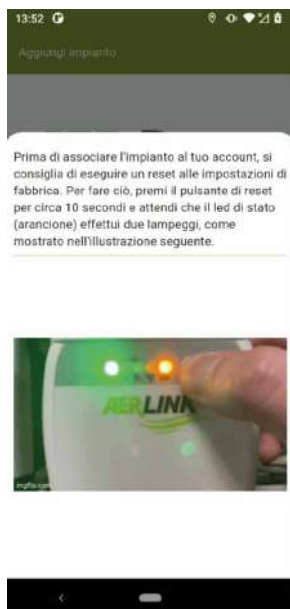 13:52
Aggiungi impianto
Prima di associare l'impianto al tuo account, si
consiglia di eseguire un reset alle impostazioni di
fabbrica. Per fare ciò, premi il pulsante di reset
per circa 10 secondi e attendi che il led di stato
(arancione) effettui due lampeggi, come
mostrato nell'illustrazione seguente.
AERLINK
imgflip.com